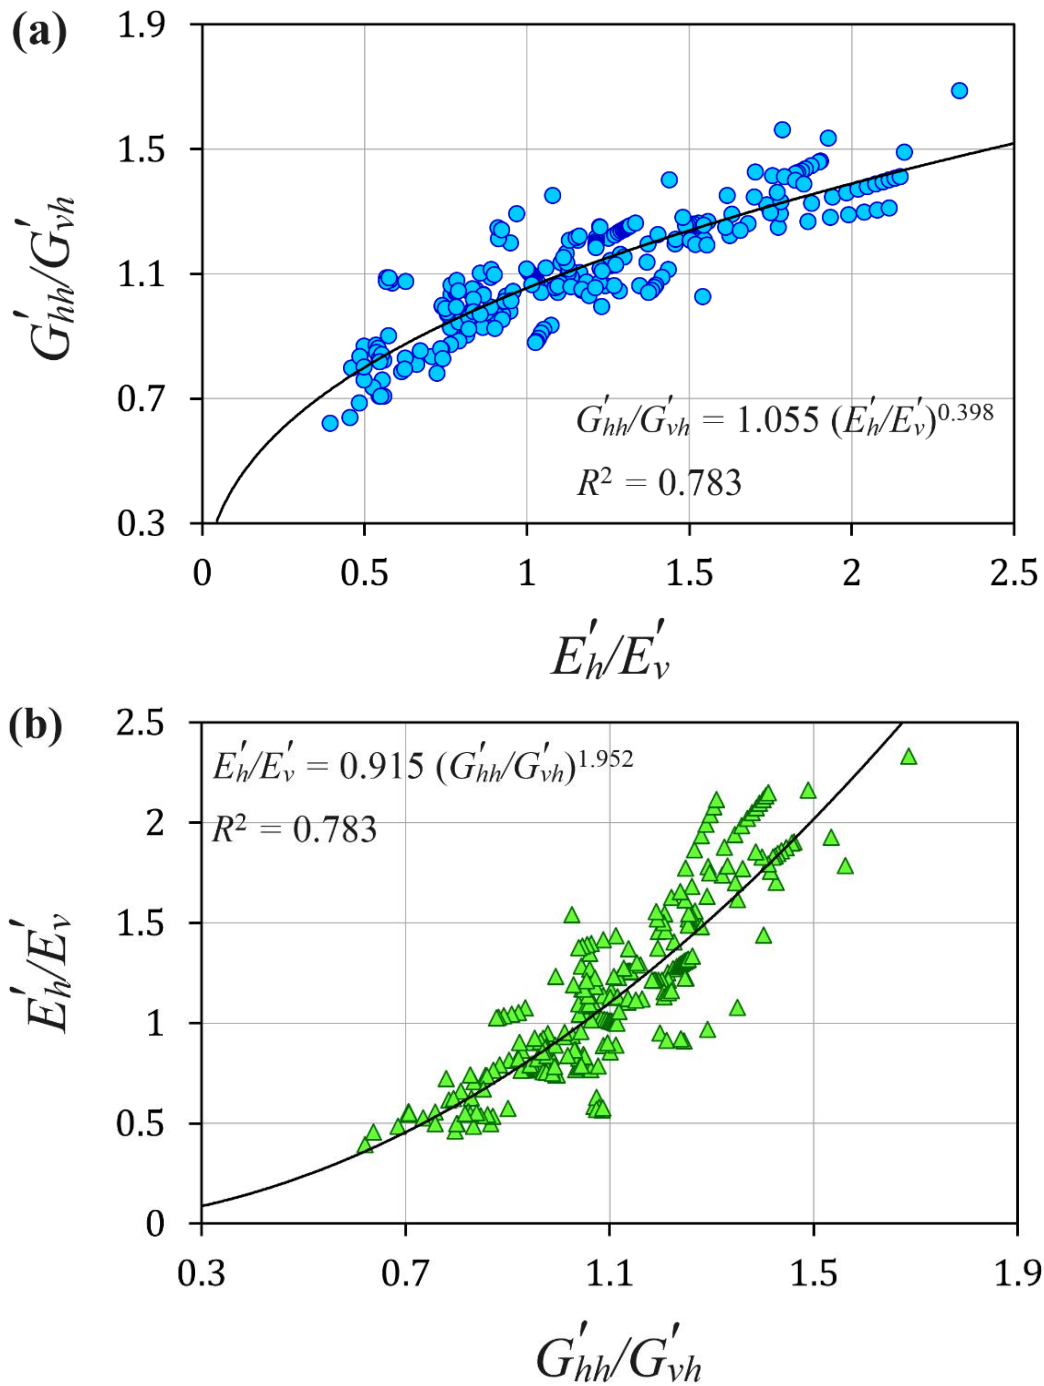 (a)
1.9
1.5
1.1
0.7
0.3
G'hh/G'vh
G'hh/G'vh = 1.055 (E'h/E'v)^0.398
R² = 0.783
0 0.5 1 1.5 2 2.5
E'h/E'v
(b)
2.5
2
1.5
1
0.5
0
E'h/E'v
E'h/E'v = 0.915 (G'hh/G'vh)^1.952
R² = 0.783
0.3 0.7 1.1 1.5 1.9
G'hh/G'vh